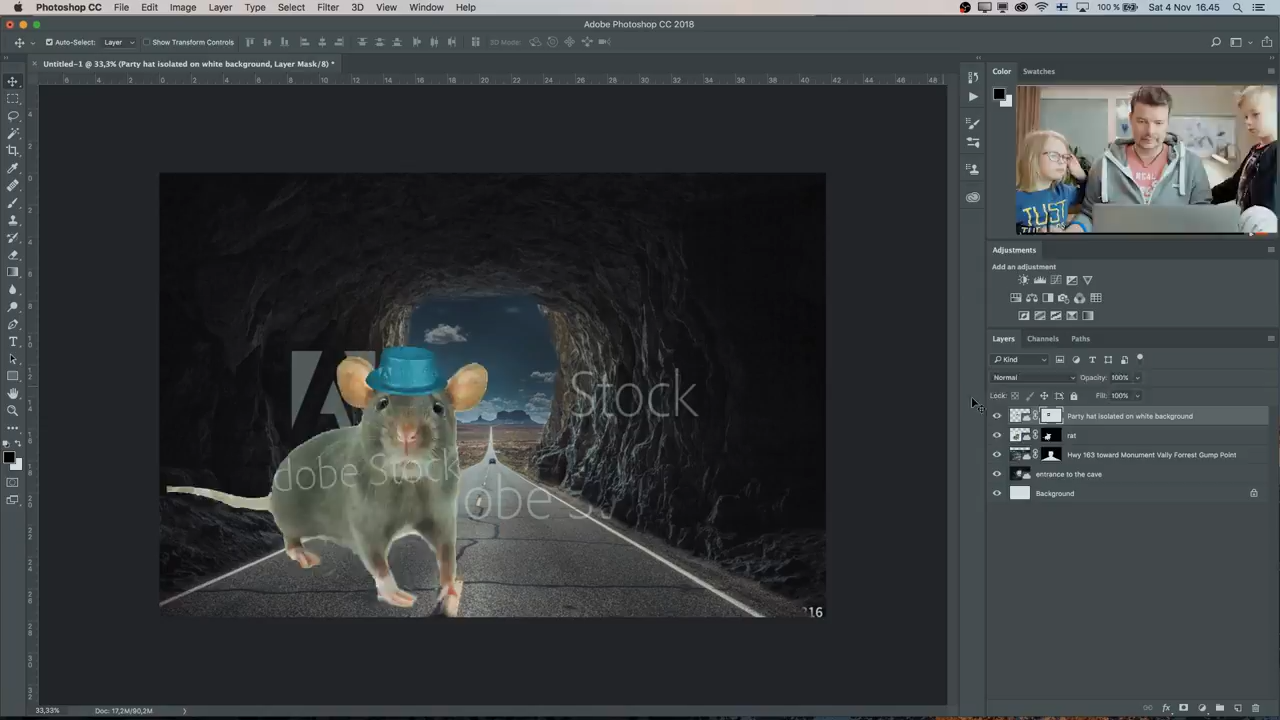 Photoshop CC File Edit Image Layer Type Select Filter 3D View Window Help 100 % Sat 4 Nov 16.45
Adobe Photoshop CC 2018
Auto-Select: Layer Show Transform Controls 3D Mode:
Untitled-1 @ 33,3% (Party hat isolated on white background, Layer Mask/8) *
Color Swatches
REAL
TUST
Adjustments
Add an adjustment
Layers Channels Paths
Kind
Normal Opacity: 100%
Lock: Fill: 100%
Party hat isolated on white background
rat
Hwy 163 toward Monument Vally Forrest Gump Point
entrance to the cave
Background
Stock
dobe Stock
obe St
16
33,33% Doc: 17,2M/90,2M